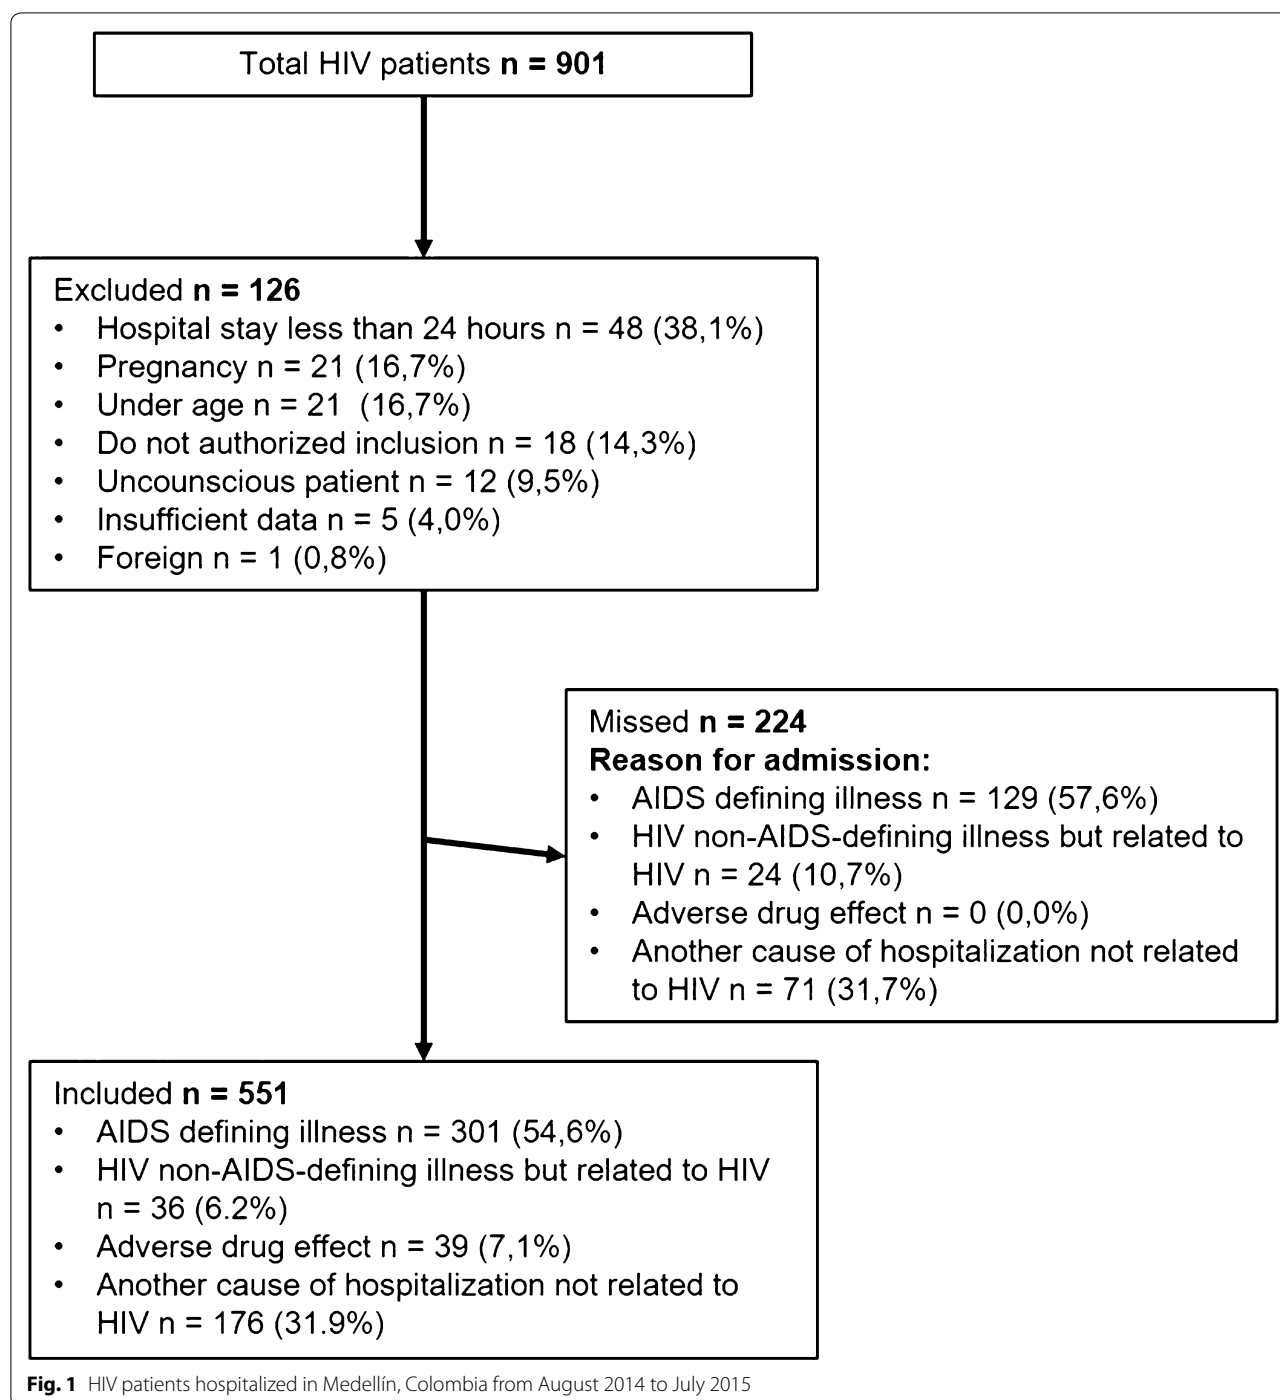 Total HIV patients n = 901
Excluded n = 126
• Hospital stay less than 24 hours n = 48 (38,1%)
• Pregnancy n = 21 (16,7%)
• Under age n = 21 (16,7%)
• Do not authorized inclusion n = 18 (14,3%)
• Uncounscious patient n = 12 (9,5%)
• Insufficient data n = 5 (4,0%)
• Foreign n = 1 (0,8%)
Missed n = 224
Reason for admission:
• AIDS defining illness n = 129 (57,6%)
• HIV non-AIDS-defining illness but related to
HIV n = 24 (10,7%)
• Adverse drug effect n = 0 (0,0%)
• Another cause of hospitalization not related
to HIV n = 71 (31,7%)
Included n = 551
• AIDS defining illness n = 301 (54,6%)
• HIV non-AIDS-defining illness but related to HIV
n = 36 (6.2%)
• Adverse drug effect n = 39 (7,1%)
• Another cause of hospitalization not related to
HIV n = 176 (31.9%)
Fig. 1 HIV patients hospitalized in Medellín, Colombia from August 2014 to July 2015